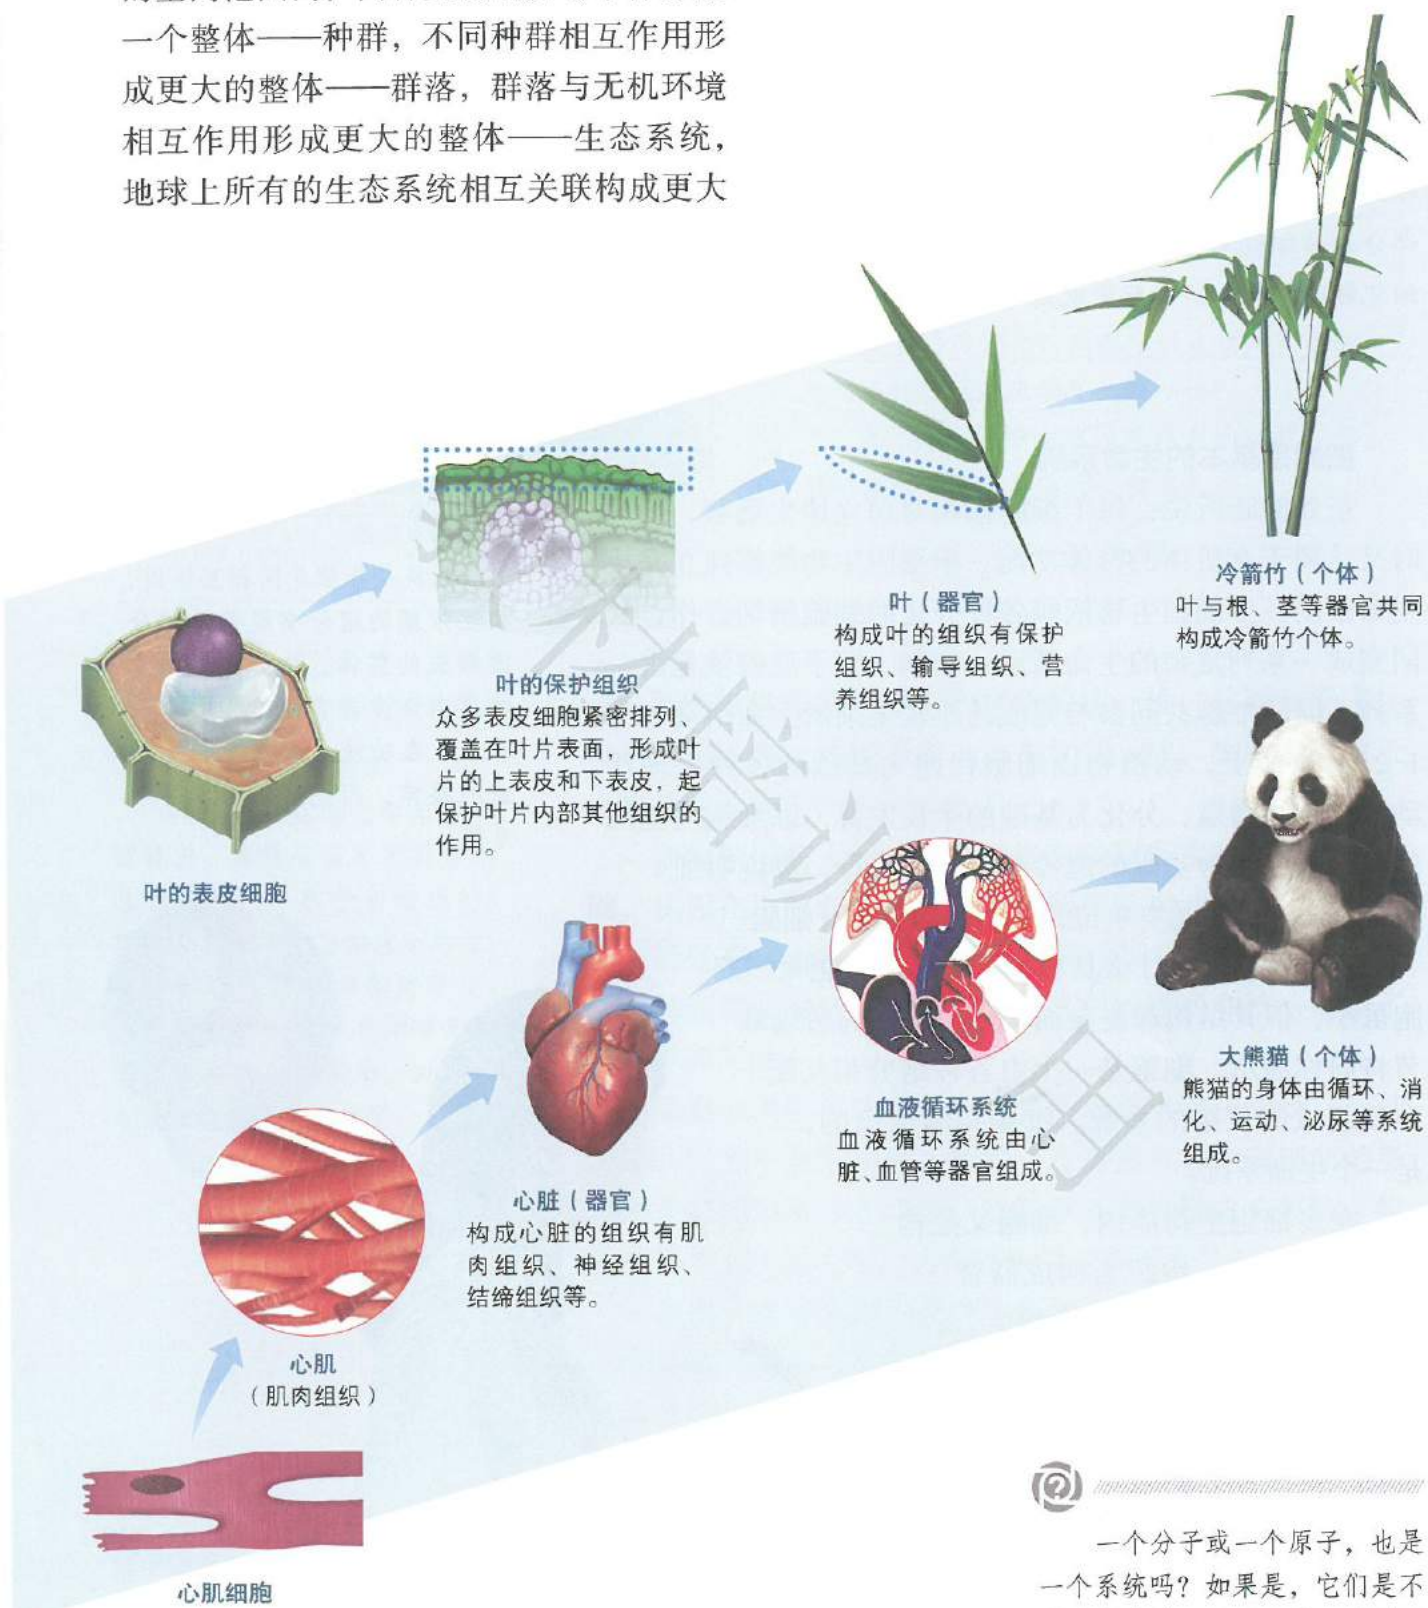 一个整体——种群，不同种群相互作用形
成更大的整体——群落，群落与无机环境
相互作用形成更大的整体——生态系统，
地球上所有的生态系统相互关联构成更大
冷箭竹（个体）
叶与根、茎等器官共同
构成冷箭竹个体。
叶（器官）
构成叶的组织有保护
组织、输导组织、营
养组织等。
叶的保护组织
众多表皮细胞紧密排列、
覆盖在叶片表面，形成叶
片的上表皮和下表皮，起
保护叶片内部其他组织的
作用。
叶的表皮细胞
大熊猫（个体）
熊猫的身体由循环、消
化、运动、泌尿等系统
组成。
血液循环系统
血液循环系统由心
脏、血管等器官组成。
心脏（器官）
构成心脏的组织有肌
肉组织、神经组织、
结缔组织等。
心肌
（肌肉组织）
心肌细胞
?
一个分子或一个原子，也是
一个系统吗？如果是，它们是不